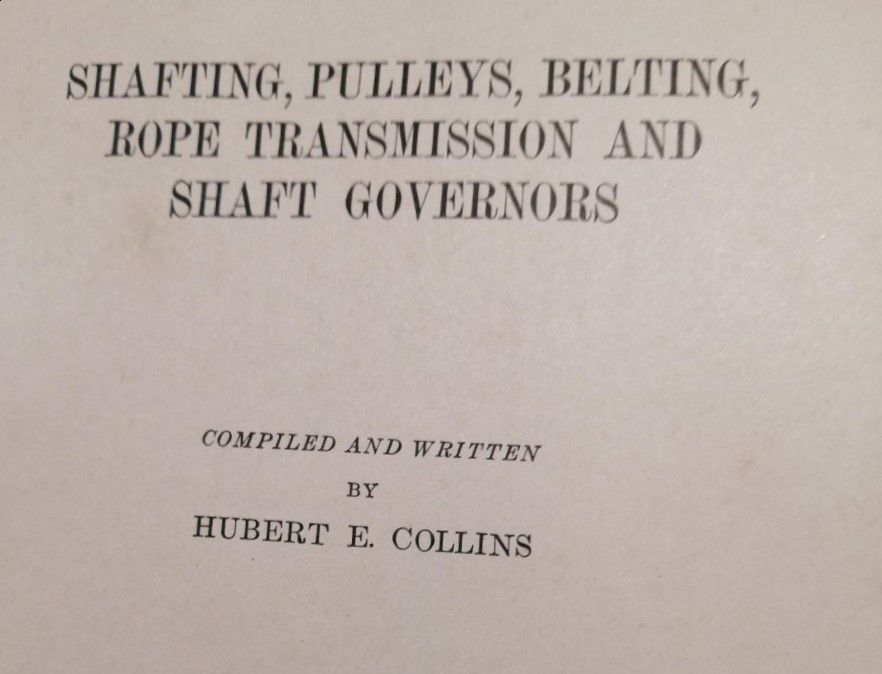 SHAFTING, PULLEYS, BELTING,
ROPE TRANSMISSION AND
SHAFT GOVERNORS
COMPILED AND WRITTEN
BY
HUBERT E. COLLINS